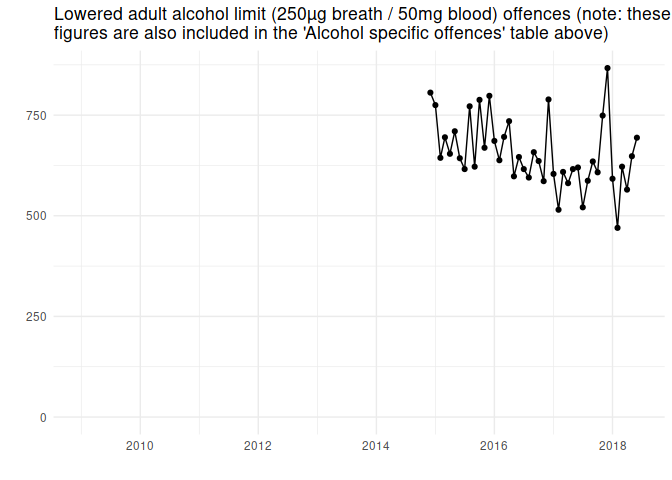 Lowered adult alcohol limit (250µg breath / 50mg blood) offences (note: these
figures are also included in the 'Alcohol specific offences' table above)
750
500
250
0
2010 2012 2014 2016 2018